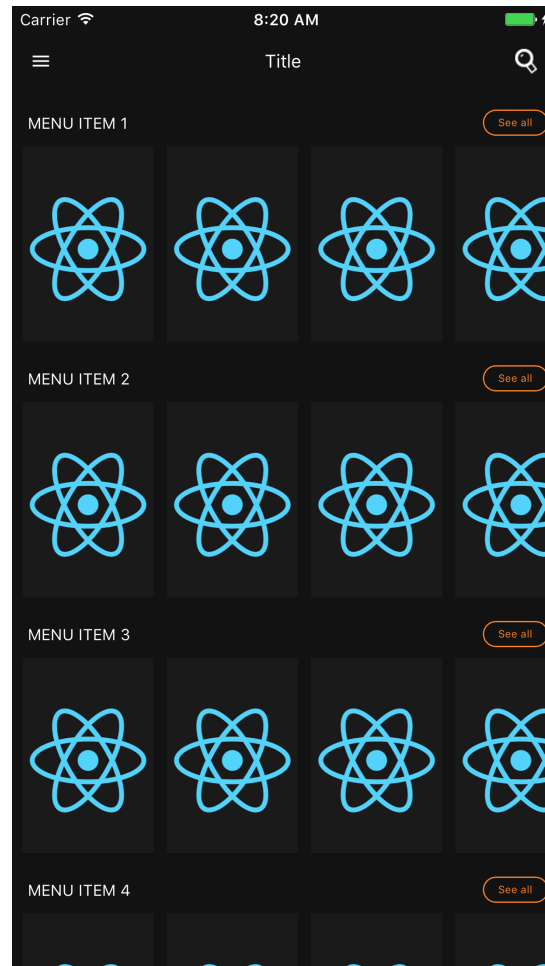 Carrier 8:20 AM
Title
MENU ITEM 1 See all
MENU ITEM 2 See all
MENU ITEM 3 See all
MENU ITEM 4 See all